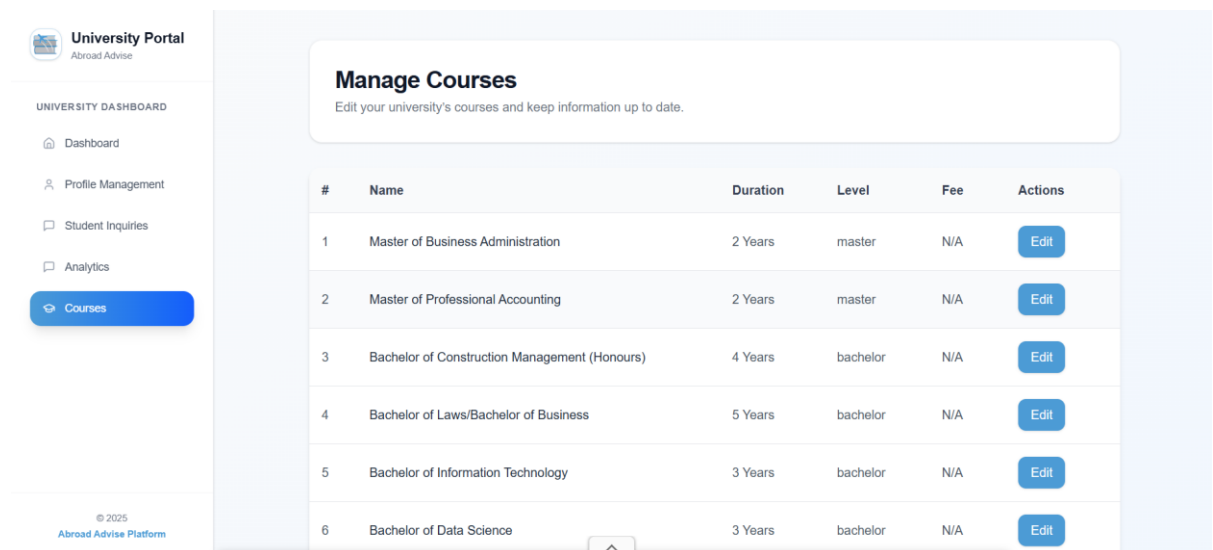 University Portal
Abroad Advise
UNIVERSITY DASHBOARD
Dashboard
Profile Management
Student Inquiries
Analytics
Courses
© 2025
Abroad Advise Platform
Manage Courses
Edit your university's courses and keep information up to date.
# Name Duration Level Fee Actions
1 Master of Business Administration 2 Years master N/A Edit
2 Master of Professional Accounting 2 Years master N/A Edit
3 Bachelor of Construction Management (Honours) 4 Years bachelor N/A Edit
4 Bachelor of Laws/Bachelor of Business 5 Years bachelor N/A Edit
5 Bachelor of Information Technology 3 Years bachelor N/A Edit
6 Bachelor of Data Science 3 Years bachelor N/A Edit